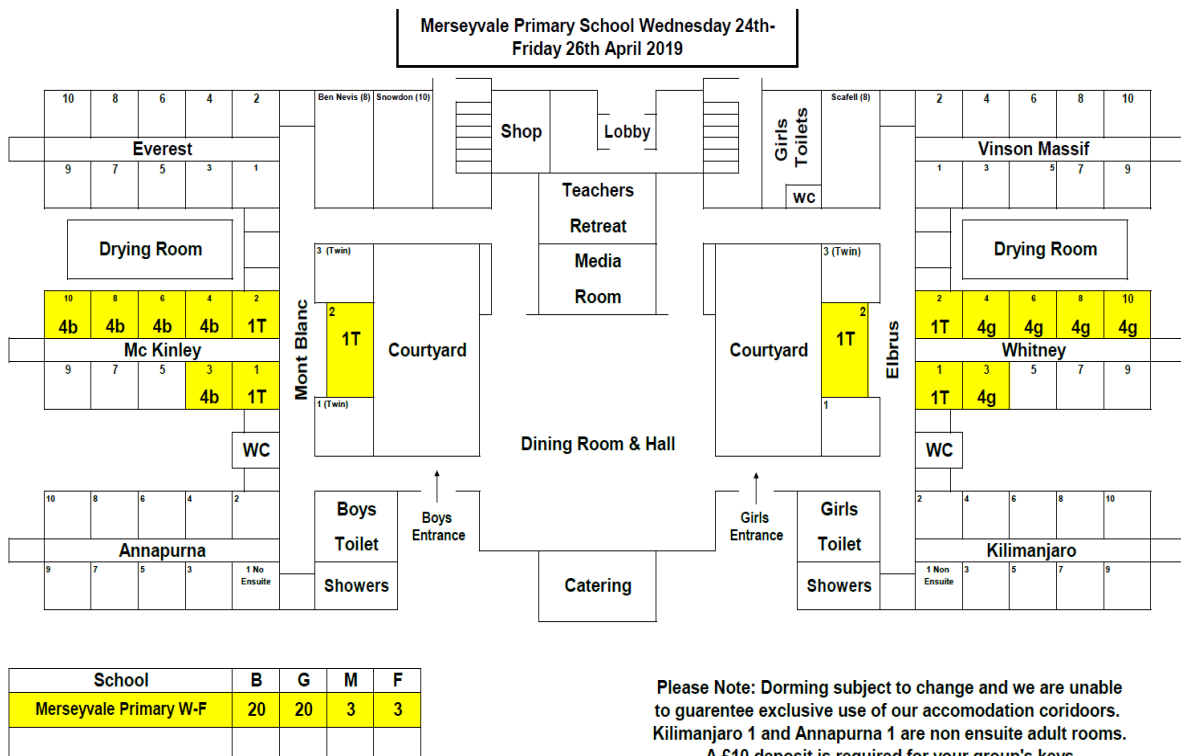 Merseyvale Primary School Wednesday 24th-
Friday 26th April 2019
10 8 6 4 2
Ben Nevis (8) Snowdon (10)
Shop
Lobby
Girls
Toilets
WC
Scafell (8)
2 4 6 8 10
Everest
Vinson Massif
9 7 5 3 1
1 3 5 7 9
Teachers
Retreat
Media
Room
Drying Room
Drying Room
3 (Twin)
3 (Twin)
10 8 6 4 2
4b 4b 4b 4b 1T
2
1T
2
1T
2 4 6 8 10
1T 4g 4g 4g 4g
Mc Kinley
Mont Blanc
Courtyard
Courtyard
Elbrus
Whitney
9 7 5 3 1
4b 1T
1 3 5 7 9
1T 4g
1 (Twin)
1
WC
Dining Room & Hall
WC
10 8 6 4 2
Boys
Toilet
Boys
Entrance
Girls
Entrance
Girls
Toilet
2 4 6 8 10
Annapurna
Kilimanjaro
9 7 5 3 1 No
Ensuite
Showers
Catering
Showers
1 Non
Ensuite
3 5 7 9
School B G M F
Merseyvale Primary W-F 20 20 3 3
Please Note: Dorming subject to change and we are unable
to guarentee exclusive use of our accomodation coridoors.
Kilimanjaro 1 and Annapurna 1 are non ensuite adult rooms.
A £10 deposit is required for your group's keys